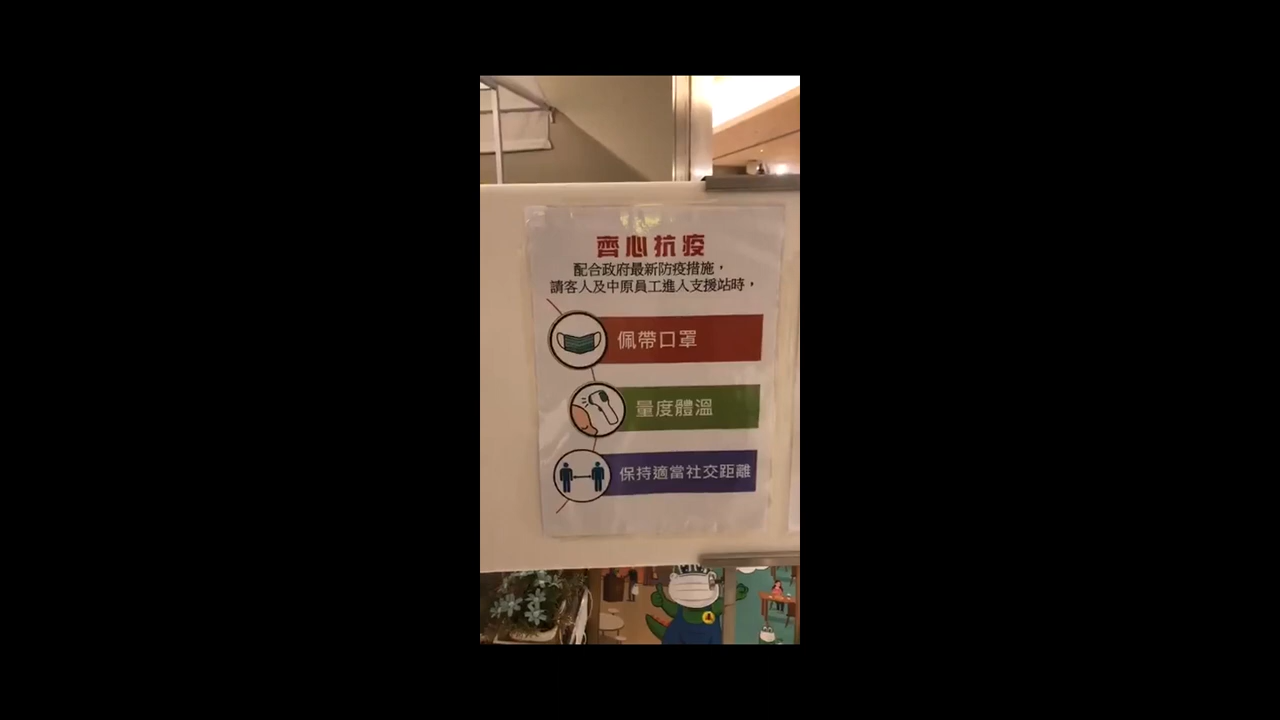 齊心抗疫
配合政府最新防疫措施，
請客人及中原員工進入支援站時，
佩帶口罩
量度體溫
保持適當社交距離